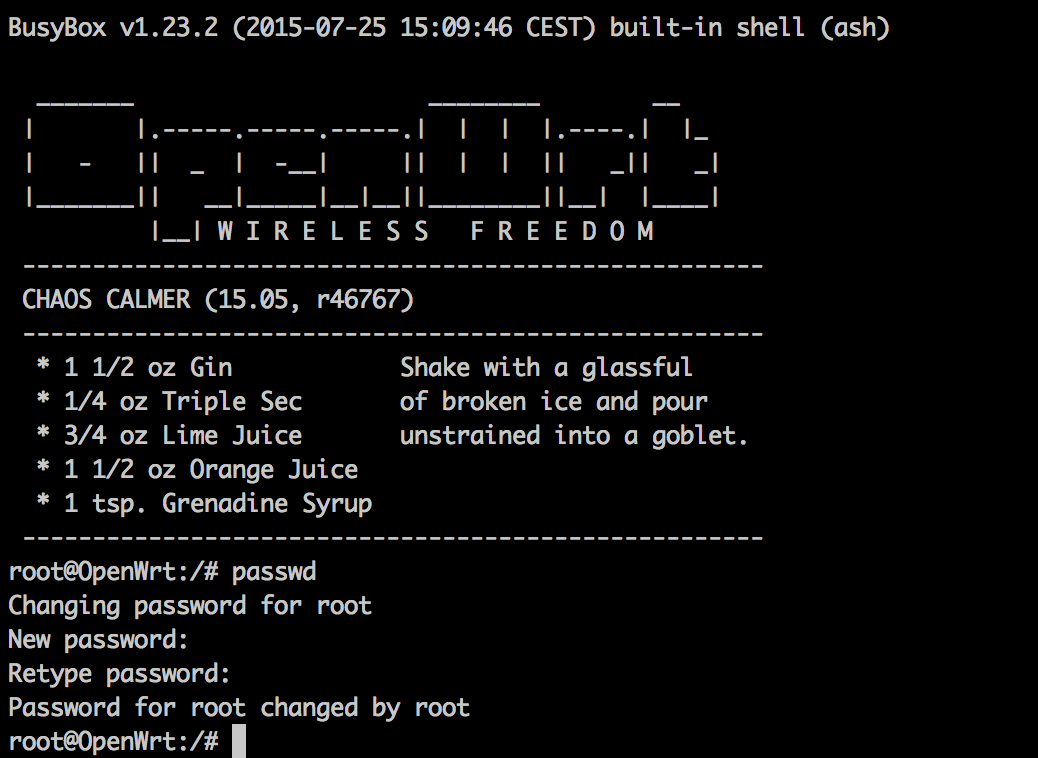 BusyBox v1.23.2 (2015-07-25 15:09:46 CEST) built-in shell (ash)
  _______                     ________        __
 |       |.-----.-----.-----.|  |  |  |.----.|  |_
 |   -   ||  _  |  -__|     ||  |  |  ||   _||   _|
 |_______||   __|_____|__|__||________||__|  |____|
          |__| W I R E L E S S   F R E E D O M
 -----------------------------------------------------
 CHAOS CALMER (15.05, r46767)
 -----------------------------------------------------
  * 1 1/2 oz Gin            Shake with a glassful
  * 1/4 oz Triple Sec       of broken ice and pour
  * 3/4 oz Lime Juice       unstrained into a goblet.
  * 1 1/2 oz Orange Juice
  * 1 tsp. Grenadine Syrup
 -----------------------------------------------------
root@OpenWrt:/# passwd
Changing password for root
New password:
Retype password:
Password for root changed by root
root@OpenWrt:/#